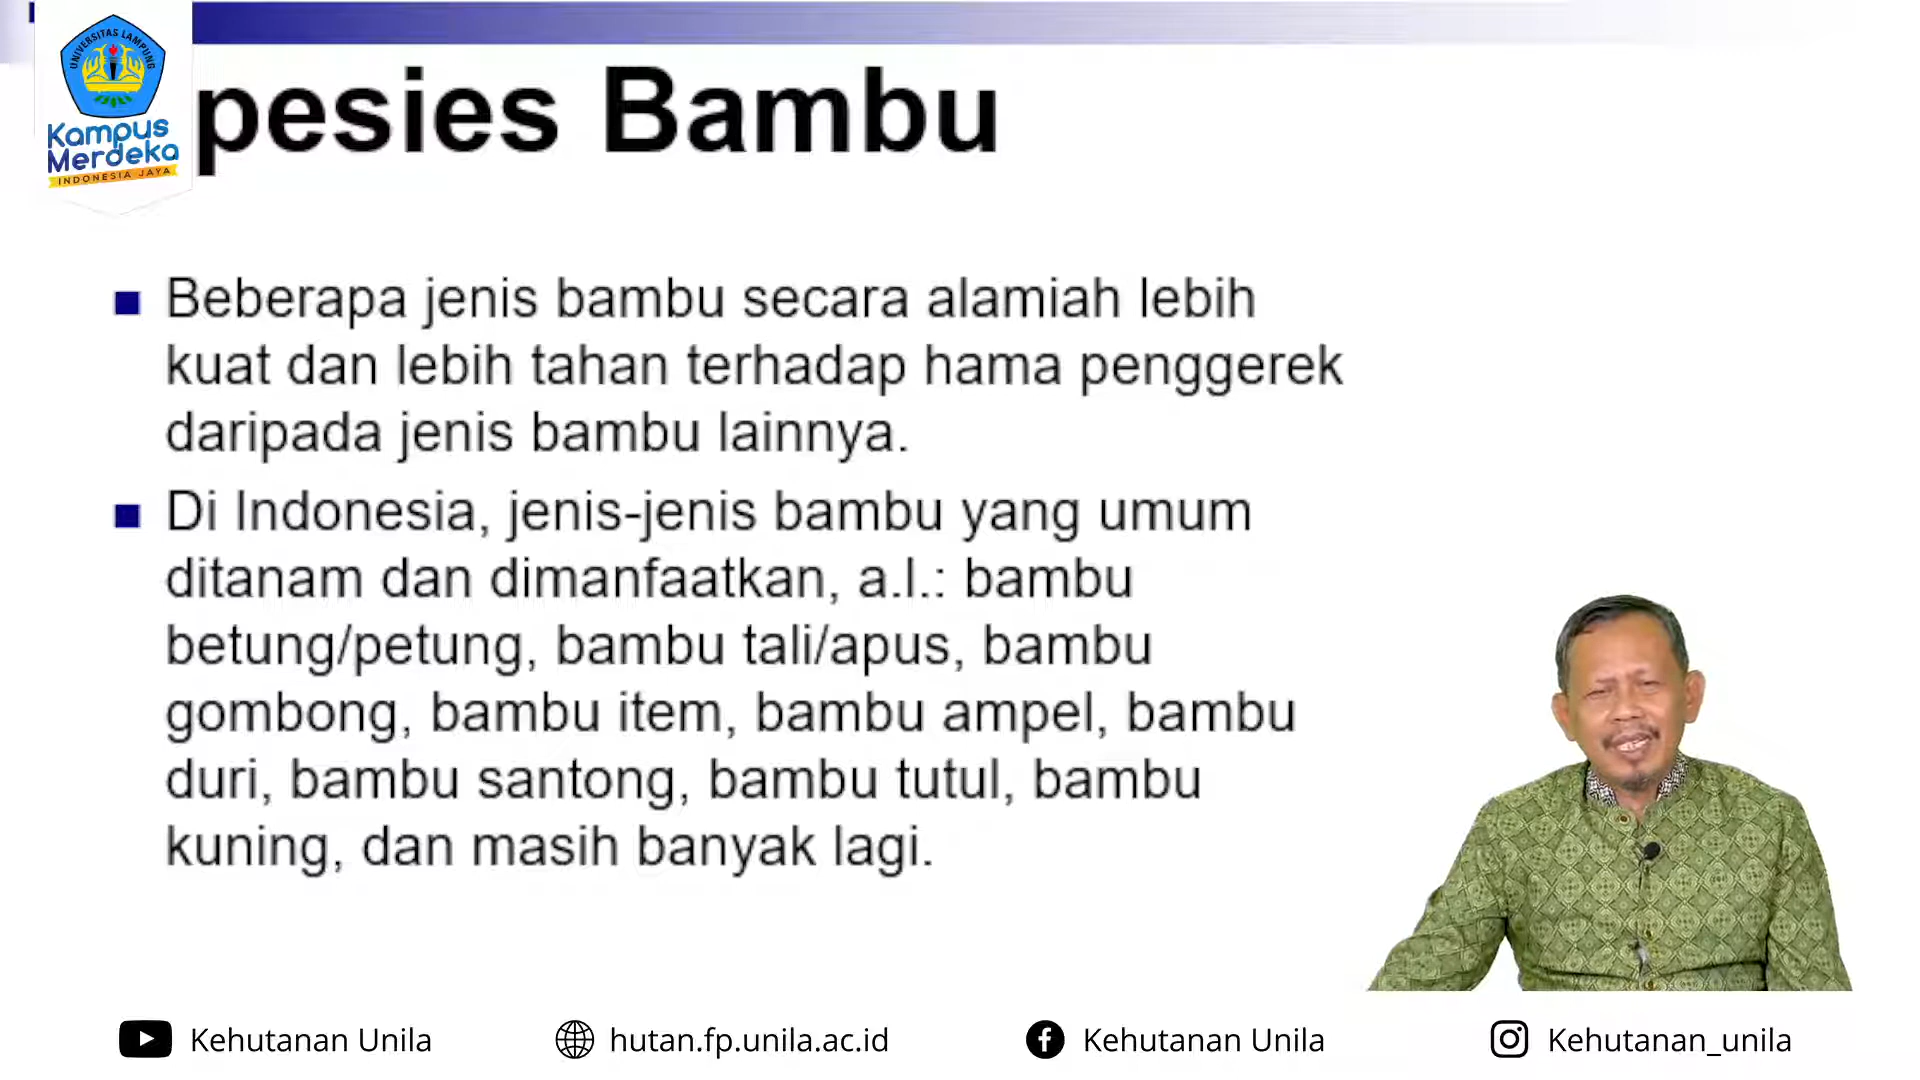 UNIVERSITAS LAMPUNG
Kampus
Merdeka
INDONESIA JAYA
pesies Bambu
Beberapa jenis bambu secara alamiah lebih
kuat dan lebih tahan terhadap hama penggerek
daripada jenis bambu lainnya.
Di Indonesia, jenis-jenis bambu yang umum
ditanam dan dimanfaatkan, a.l.: bambu
betung/petung, bambu tali/apus, bambu
gombong, bambu item, bambu ampel, bambu
duri, bambu santong, bambu tutul, bambu
kuning, dan masih banyak lagi.
Kehutanan Unila
hutan.fp.unila.ac.id
Kehutanan Unila
Kehutanan_unila